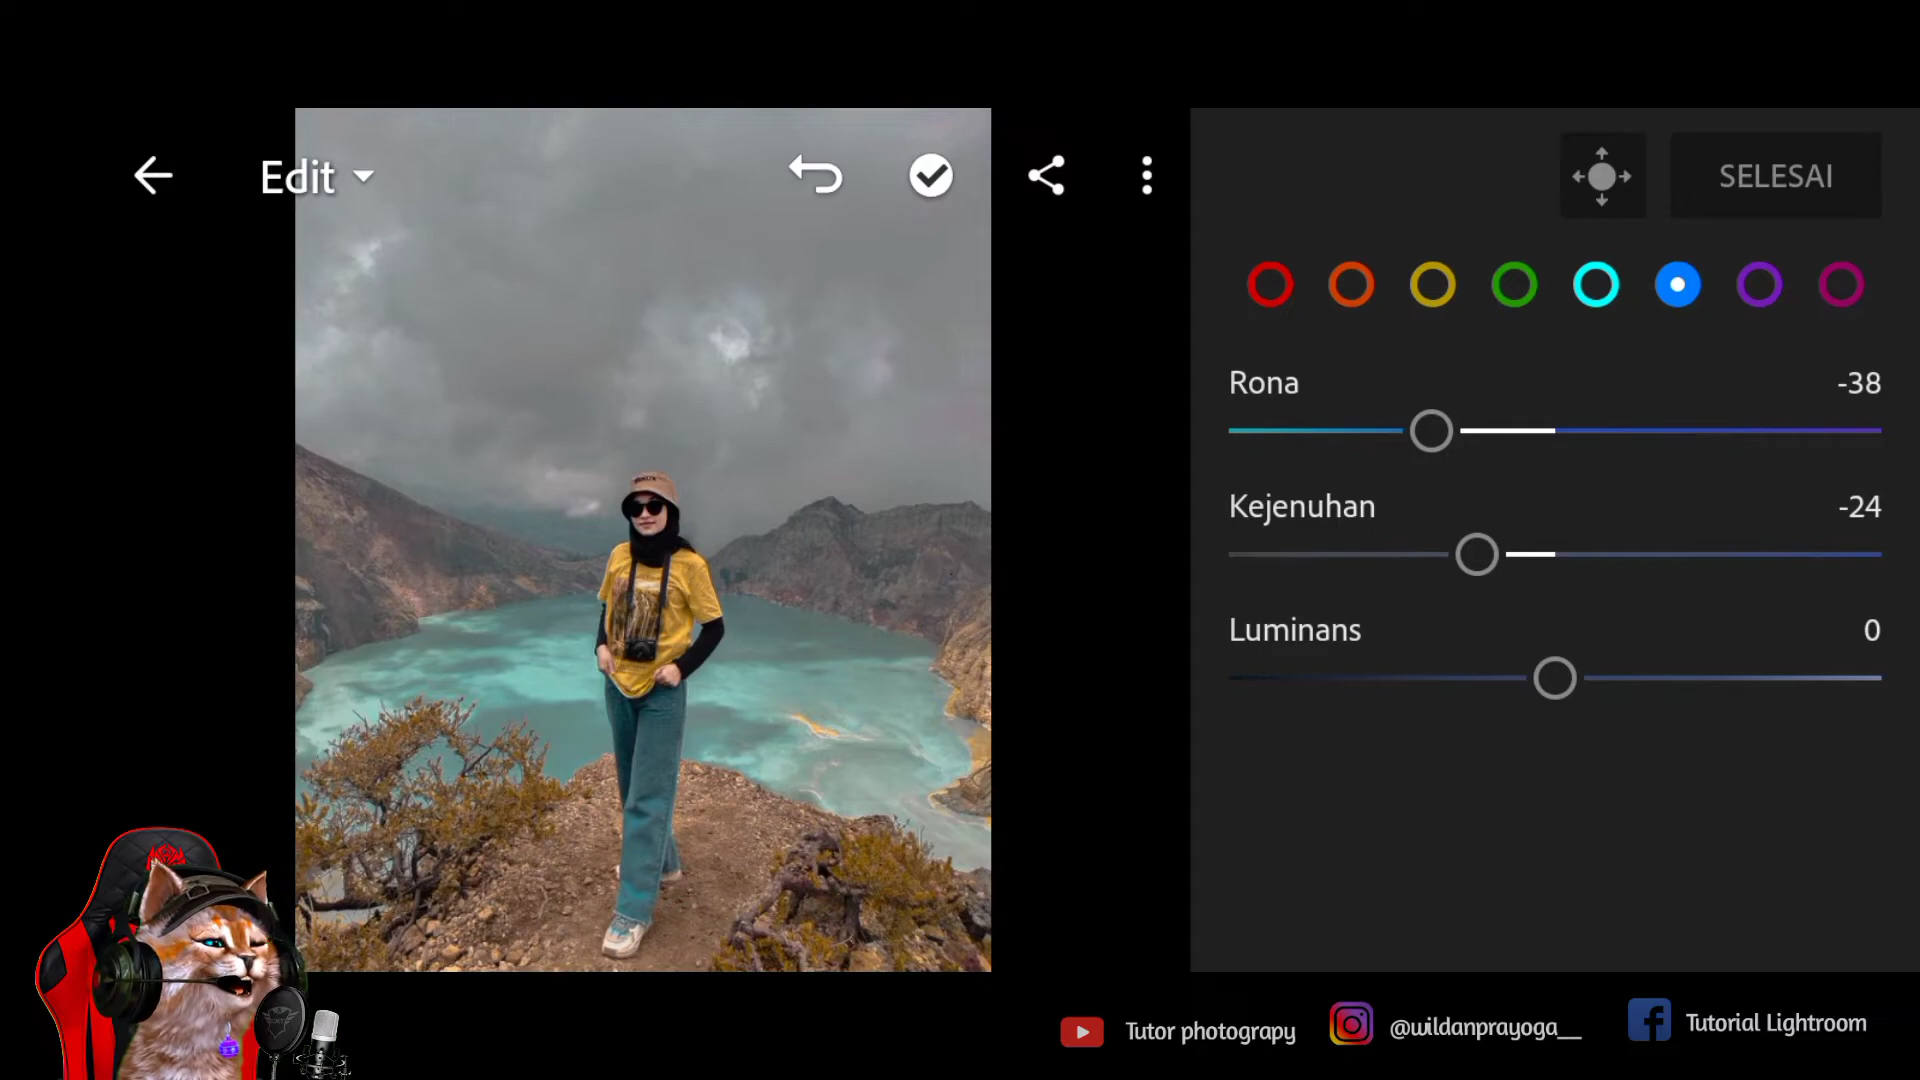 Edit
SELESAI
Rona -38
Kejenuhan -24
Luminans 0
Tutor photograpy
@wildanprayoga__
Tutorial Lightroom